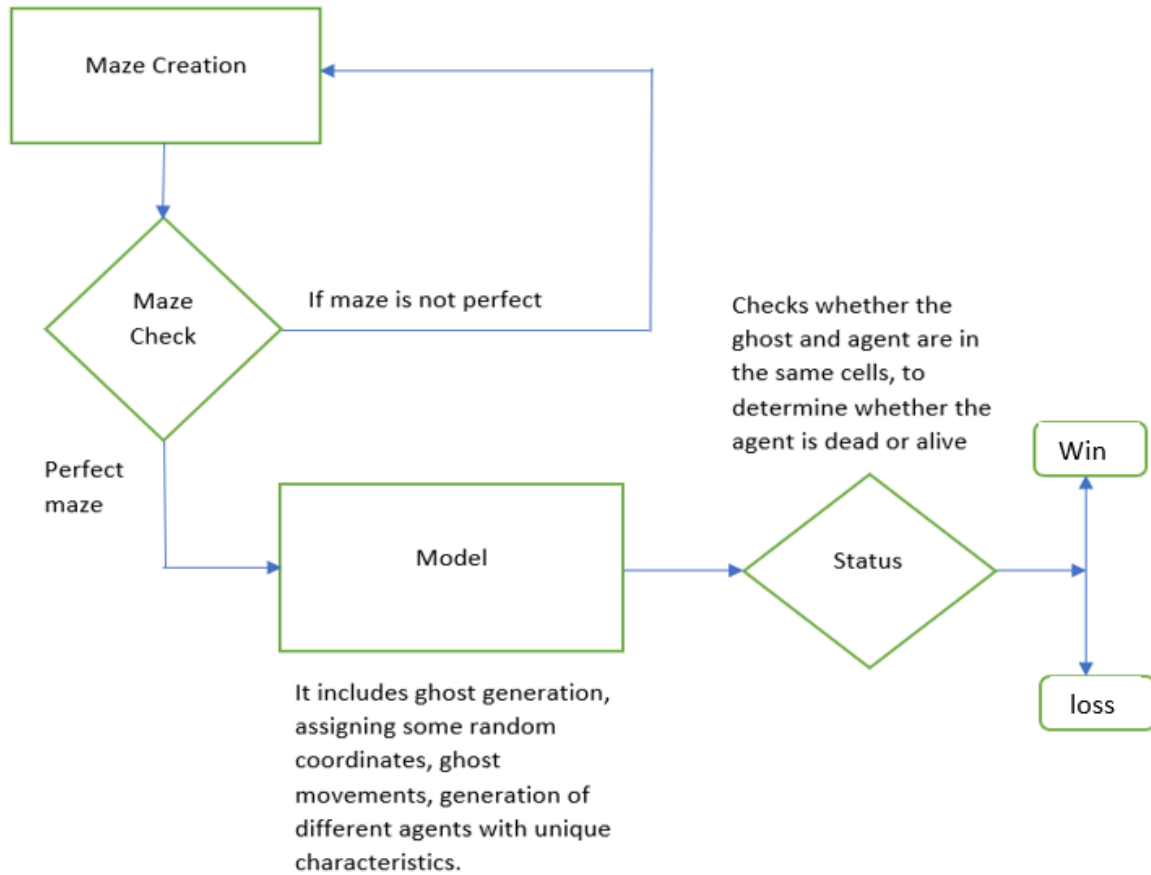 Maze Creation
Maze
Check
If maze is not perfect
Perfect
maze
Model
It includes ghost generation,
assigning some random
coordinates, ghost
movements, generation of
different agents with unique
characteristics.
Checks whether the
ghost and agent are in
the same cells, to
determine whether the
agent is dead or alive
Status
Win
loss